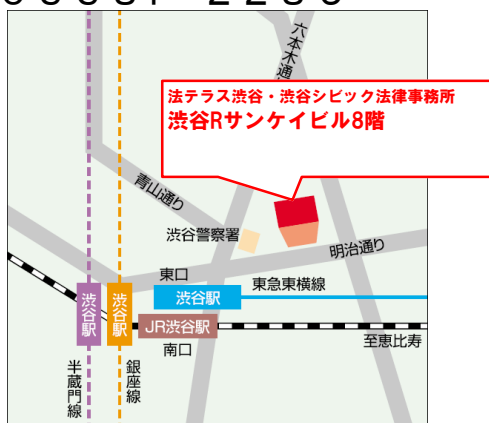 六本木通り
法テラス渋谷・渋谷シビック法律事務所
渋谷Rサンケイビル8階
青山通り
渋谷警察署
明治通り
東口
渋谷駅
東急東横線
渋谷駅
渋谷駅
JR渋谷駅
南口
至恵比寿
半蔵門線
銀座線